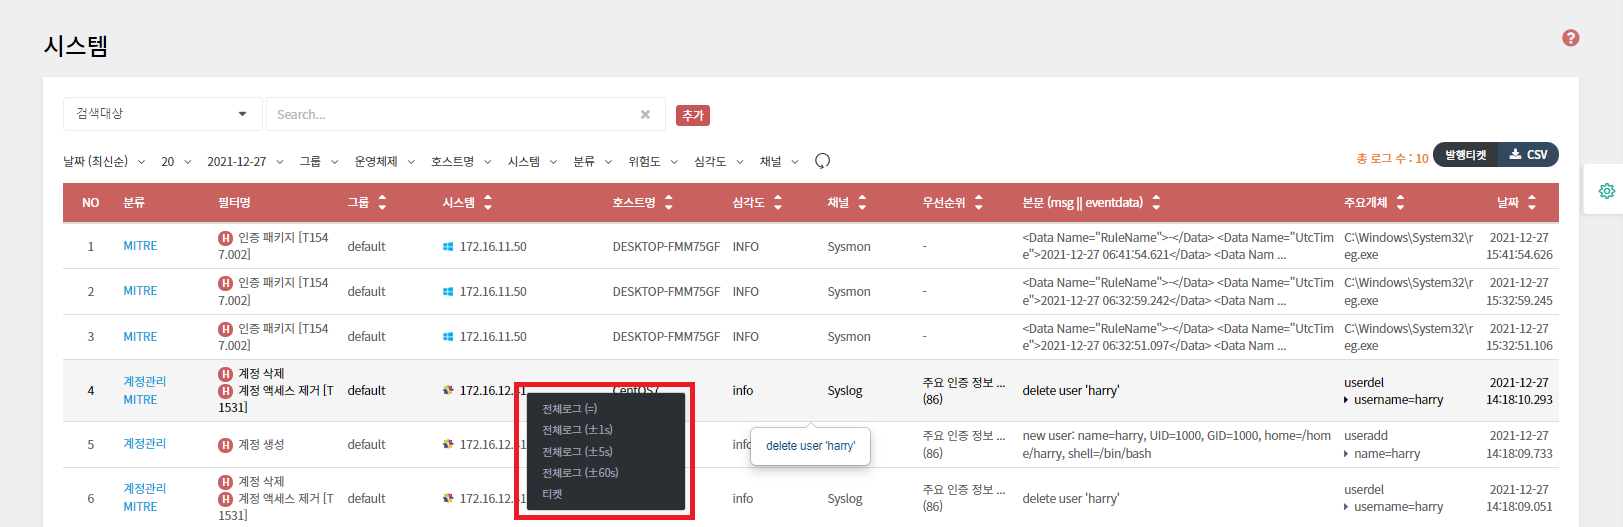 시스템
검색대상 Search... 추가
날짜 (최신순) 20 2021-12-27 그룹 운영체제 호스트명 시스템 분류 위험도 심각도 채널 총 로그 수 : 10 발행티켓 CSV
NO 분류 필터명 그룹 시스템 호스트명 심각도 채널 우선순위 본문 (msg || eventdata) 주요개체 날짜
1 MITRE H 인증 패키지 [T154 default 172.16.11.50 DESKTOP-FMM75GF INFO Sysmon - <Data Name="RuleName">-</Data> <Data Name="UtcTim C:\Windows\System32\r 2021-12-27
7.002] e">2021-12-27 06:41:54.621</Data> <Data Nam ... eg.exe 15:41:54.626
2 MITRE H 인증 패키지 [T154 default 172.16.11.50 DESKTOP-FMM75GF INFO Sysmon - <Data Name="RuleName">-</Data> <Data Name="UtcTim C:\Windows\System32\r 2021-12-27
7.002] e">2021-12-27 06:32:59.242</Data> <Data Nam ... eg.exe 15:32:59.245
3 MITRE H 인증 패키지 [T154 default 172.16.11.50 DESKTOP-FMM75GF INFO Sysmon - <Data Name="RuleName">-</Data> <Data Name="UtcTim C:\Windows\System32\r 2021-12-27
7.002] e">2021-12-27 06:32:51.097</Data> <Data Nam ... eg.exe 15:32:51.106
H 계정 삭제
4 계정관리 H 계정 액세스 제거 [T default 172.16.12.41 CentOS7 info Syslog 주요 인증 정보 ... delete user 'harry' userdel 2021-12-27
MITRE 1531] (86) username=harry 14:18:10.293
전체로그 (=)
전체로그 (±1s)
전체로그 (±5s)
전체로그 (±60s)
티켓
delete user 'harry'
5 계정관리 H 계정 생성 default 172.16.12.41 info 주요 인증 정보 ... new user: name=harry, UID=1000, GID=1000, home=/hom useradd 2021-12-27
(86) e/harry, shell=/bin/bash name=harry 14:18:09.733
H 계정 삭제
6 계정관리 H 계정 액세스 제거 [T default 172.16.12.41 info Syslog 주요 인증 정보 ... delete user 'harry' userdel 2021-12-27
MITRE 1531] (86) username=harry 14:18:09.051